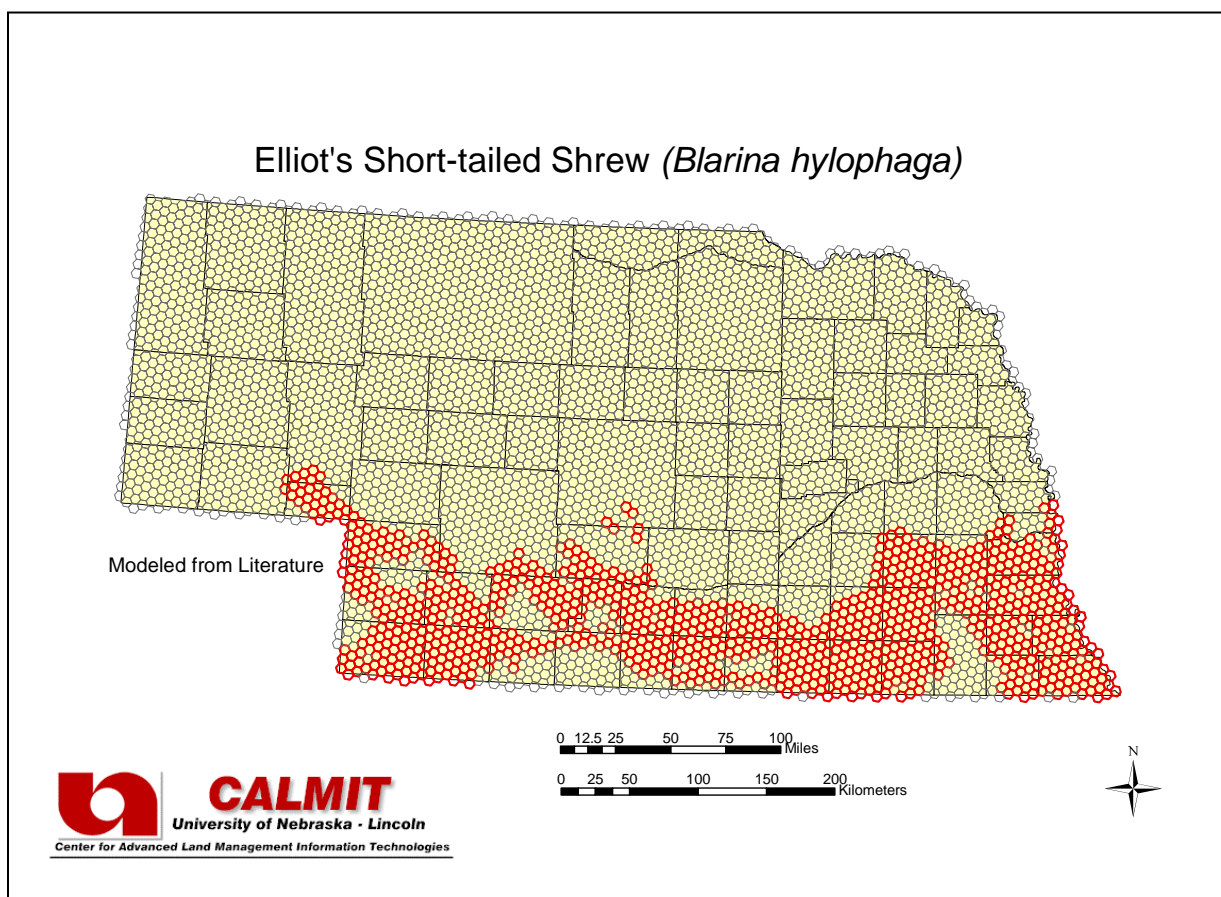 Elliot's Short-tailed Shrew (Blarina hylophaga)
Modeled from Literature
0 12.5 25 50 75 100
Miles
0 25 50 100 150 200
Kilometers
N
CALMIT
University of Nebraska - Lincoln
Center for Advanced Land Management Information Technologies